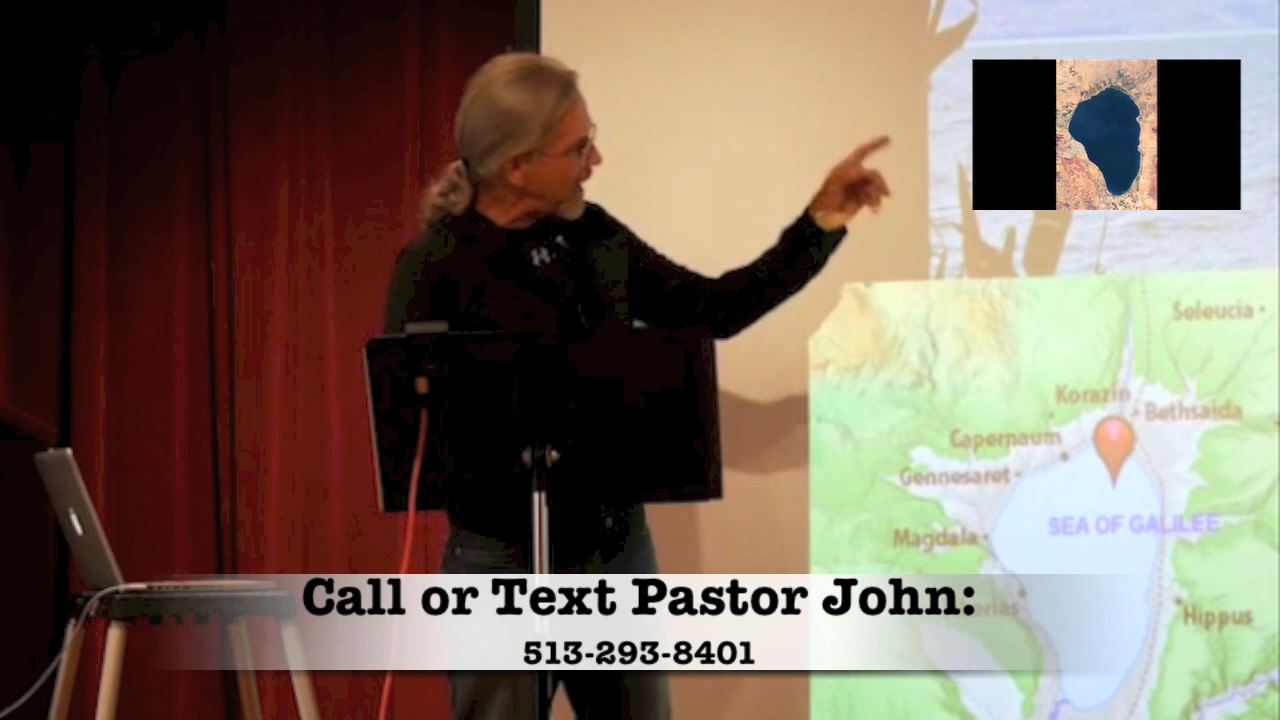 Seleucia
Korazin
Bethsaida
Capernaum
Gennesaret
SEA OF GALILEE
Magdala
Hippus
Call or Text Pastor John:
513-293-8401